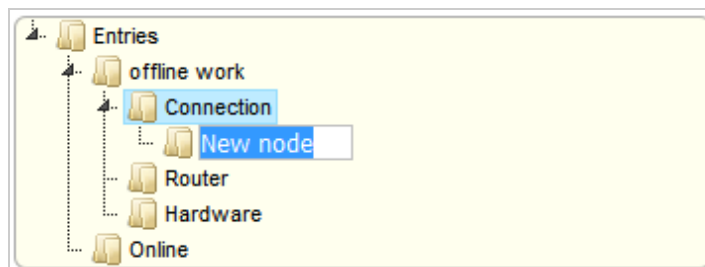 Entries
offline work
Connection
New node
Router
Hardware
Online